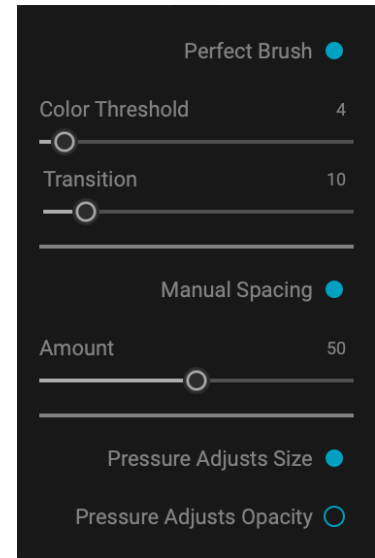 Perfect Brush
Color Threshold 4
Transition 10
Manual Spacing
Amount 50
Pressure Adjusts Size
Pressure Adjusts Opacity